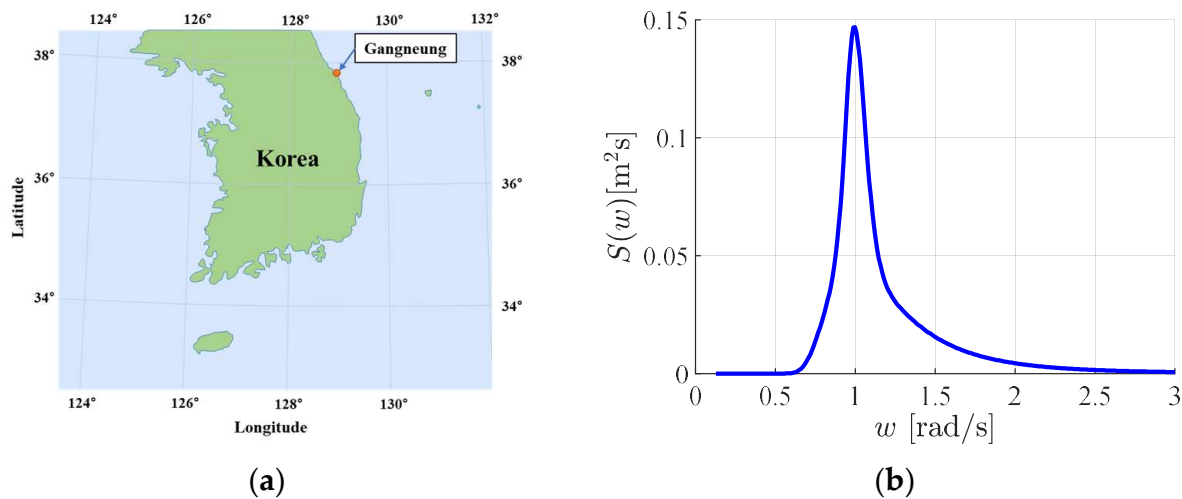 124° 126° 128° 130° 132°
Gangneung
38° 38°
Korea
36° 36°
34° 34°
124° 126° 128° 130°
Latitude
Longitude
(a)
0.15
0.1
0.05
0
0 0.5 1 1.5 2 2.5 3
S(w)[m²s]
w [rad/s]
(b)